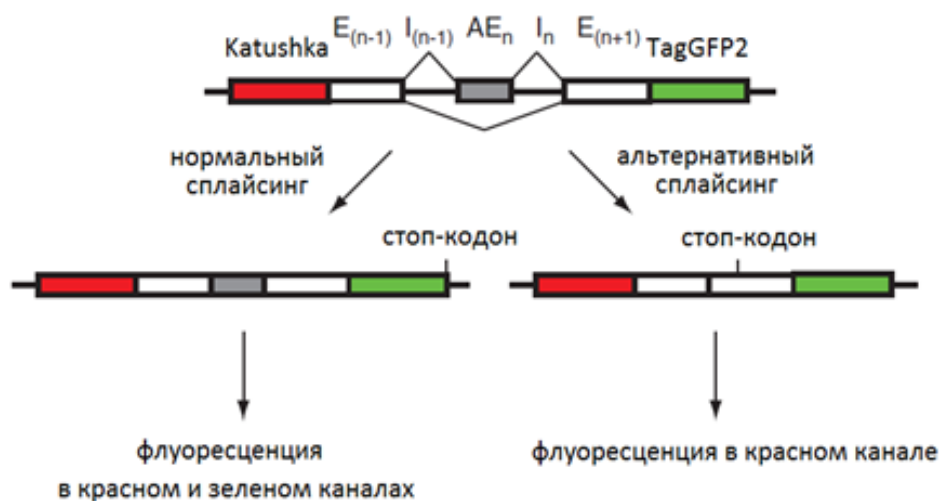 Katushka E(n-1) I(n-1) AEn In E(n+1) TagGFP2
нормальный
сплайсинг
альтернативный
сплайсинг
стоп-кодон
стоп-кодон
флуоресценция
в красном и зеленом каналах
флуоресценция в красном канале